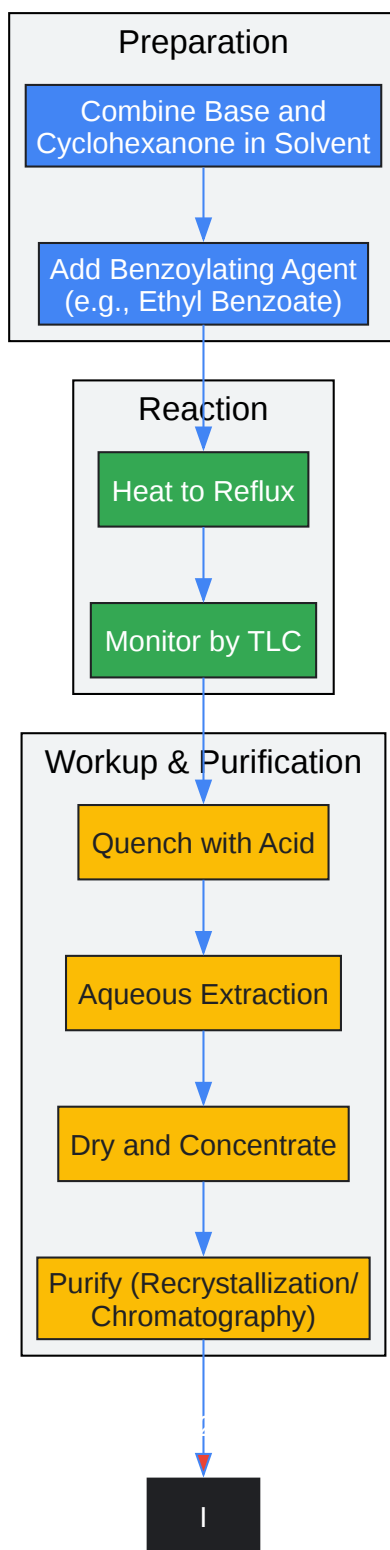 Preparation
Combine Base and
Cyclohexanone in Solvent
Add Benzoylating Agent
(e.g., Ethyl Benzoate)
Reaction
Heat to Reflux
Monitor by TLC
Workup & Purification
Quench with Acid
Aqueous Extraction
Dry and Concentrate
Purify (Recrystallization/
Chromatography)
2
I